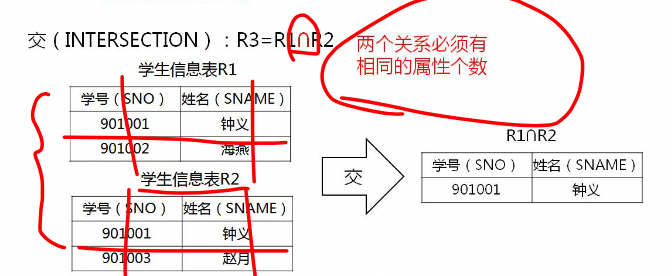 交（INTERSECTION）：R3=R1∩R2
两个关系必须有
相同的属性个数
学生信息表R1
学号（SNO） 姓名（SNAME）
901001 钟义
901002 海燕
学生信息表R2
学号（SNO） 姓名（SNAME）
901001 钟义
901003 赵月
交
R1∩R2
学号（SNO） 姓名（SNAME）
901001 钟义